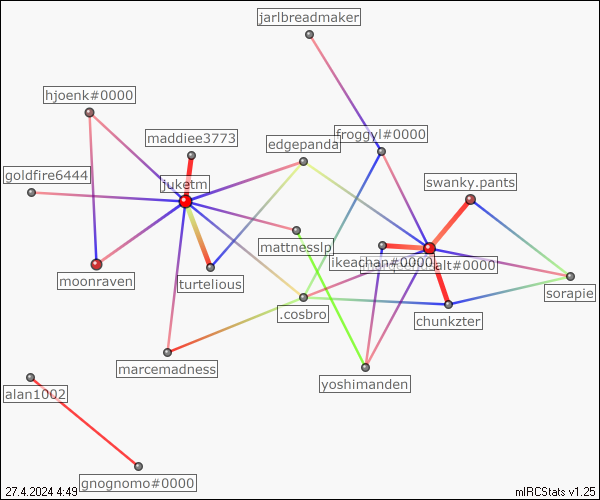 jarlbreadmaker
hjoenk#0000
maddiee3773
froggyl#0000
edgepanda
goldfire6444
juketm
swanky.pants
mattnesslp
ikeachan#0000
alt#0000
moonraven
turtelious
sorapie
.cosbro
chunkzter
marcemadness
yoshimanden
alan1002
gnognomo#0000
27.4.2024 4:49
mIRCStats v1.25